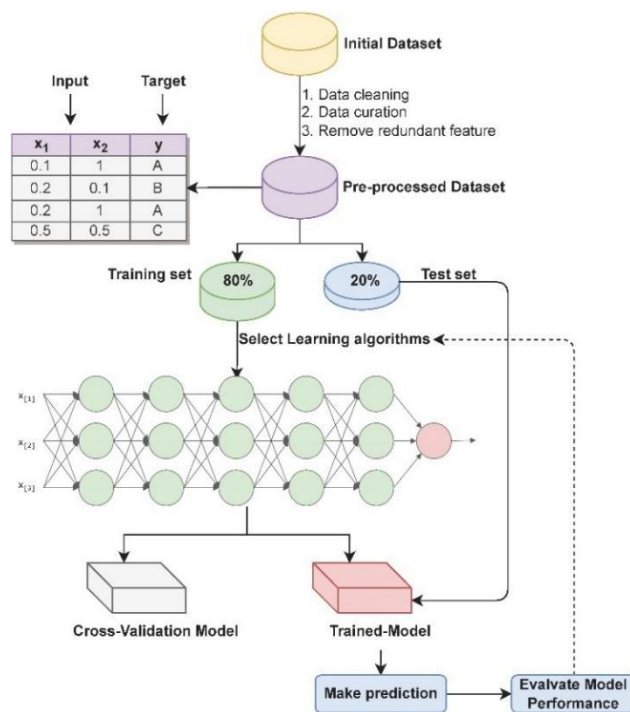 Initial Dataset
1. Data cleaning
2. Data curation
3. Remove redundant feature
Input
Target
x1 x2 y
0.1 1 A
0.2 0.1 B
0.2 1 A
0.5 0.5 C
Pre-processed Dataset
Training set
80%
20%
Test set
Select Learning algorithms
x[1]
x[2]
x[3]
Cross-Validation Model
Trained-Model
Make prediction
Evalvate Model
Performance